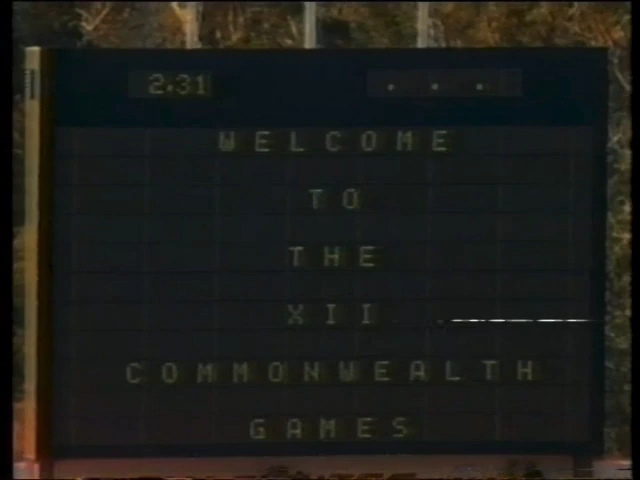 2:31 . . .
WELCOME
TO
THE
XII
COMMONWEALTH
GAMES